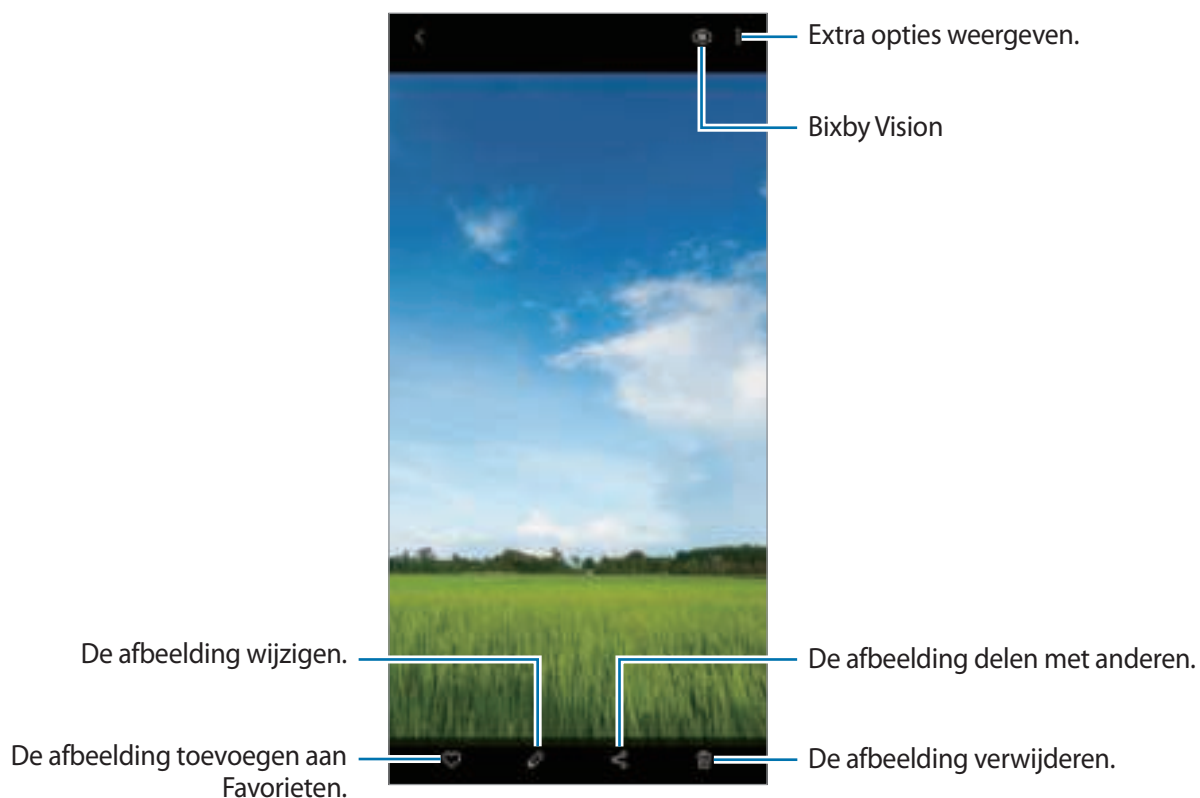 Extra opties weergeven.
Bixby Vision
De afbeelding wijzigen.
De afbeelding delen met anderen.
De afbeelding toevoegen aan
Favorieten.
De afbeelding verwijderen.